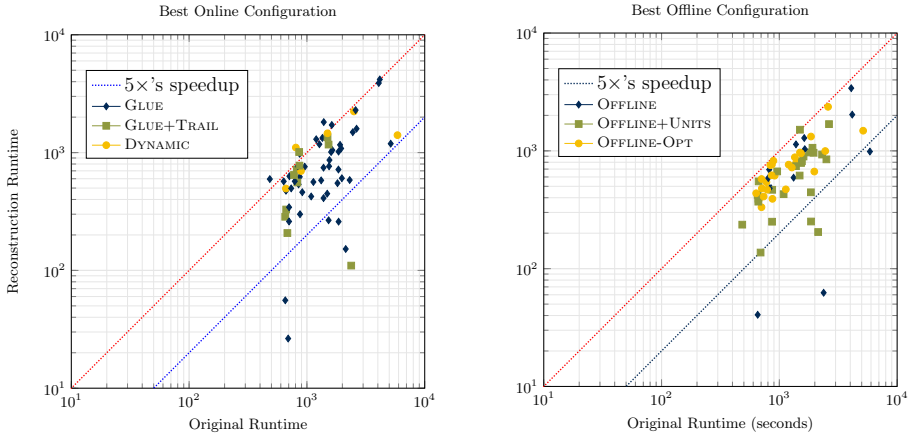 Best Online Configuration
10^4
10^3
10^2
10^1
10^1
10^2
10^3
10^4
Reconstruction Runtime
Original Runtime
5×'s speedup
GLUE
GLUE+TRAIL
DYNAMIC
Best Offline Configuration
10^4
10^3
10^2
10^1
10^1
10^2
10^3
10^4
Original Runtime (seconds)
5×'s speedup
OFFLINE
OFFLINE+UNITS
OFFLINE-OPT